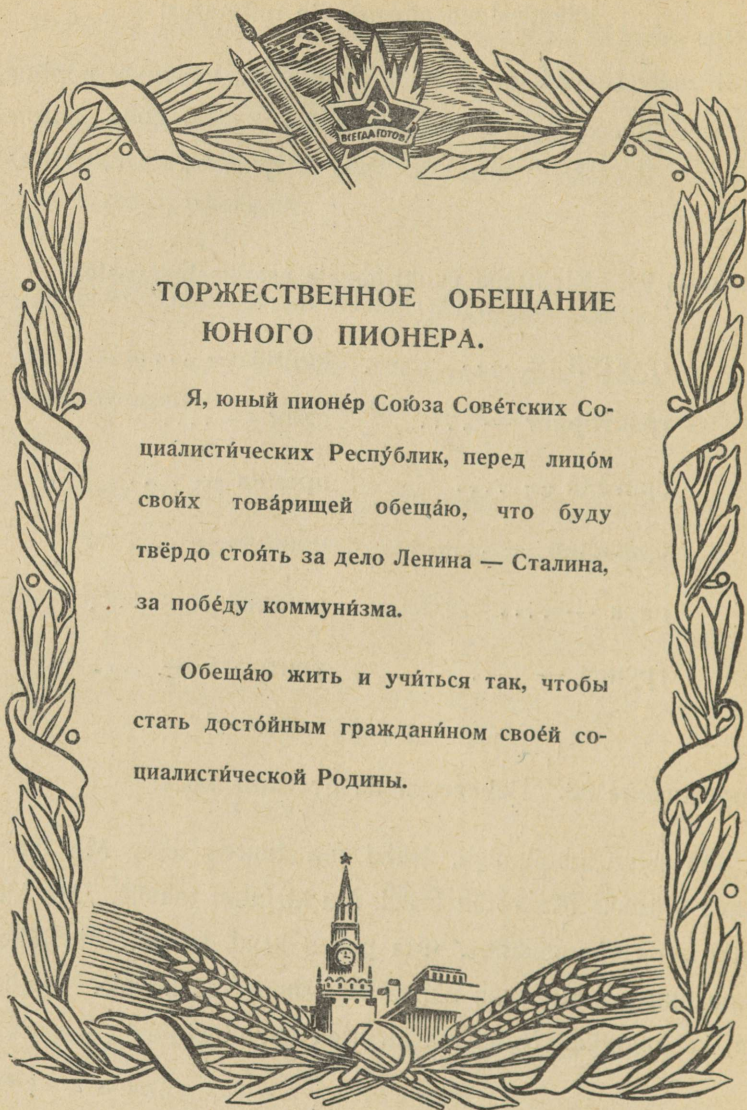 ВСЕГДА ГОТОВ!
ТОРЖЕСТВЕННОЕ ОБЕЩАНИЕ
ЮНОГО ПИОНЕРА.
Я, юный пионе́р Сою́за Сове́тских Со-
циалисти́ческих Респу́блик, перед лицо́м
свои́х това́рищей обеща́ю, что буду
твёрдо стоя́ть за дело Ленина — Сталина,
за побе́ду коммуни́зма.
Обеща́ю жить и учи́ться так, чтобы
стать досто́йным граждани́ном свое́й со-
циалисти́ческой Родины.